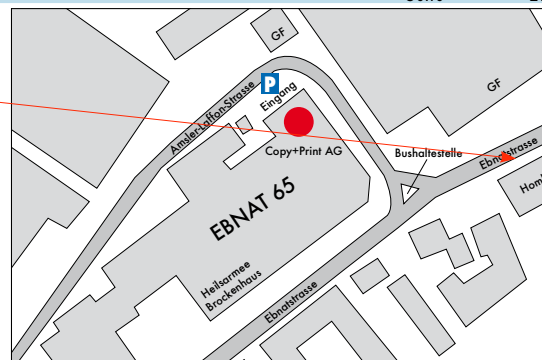 GF
P
Eingang
Amsler-Laffon-Strasse
GF
Copy+Print AG
Bushaltestelle
Ebnatstrasse
EBNAT 65
Heilsarmee
Brockenhaus
Ebnatstrasse